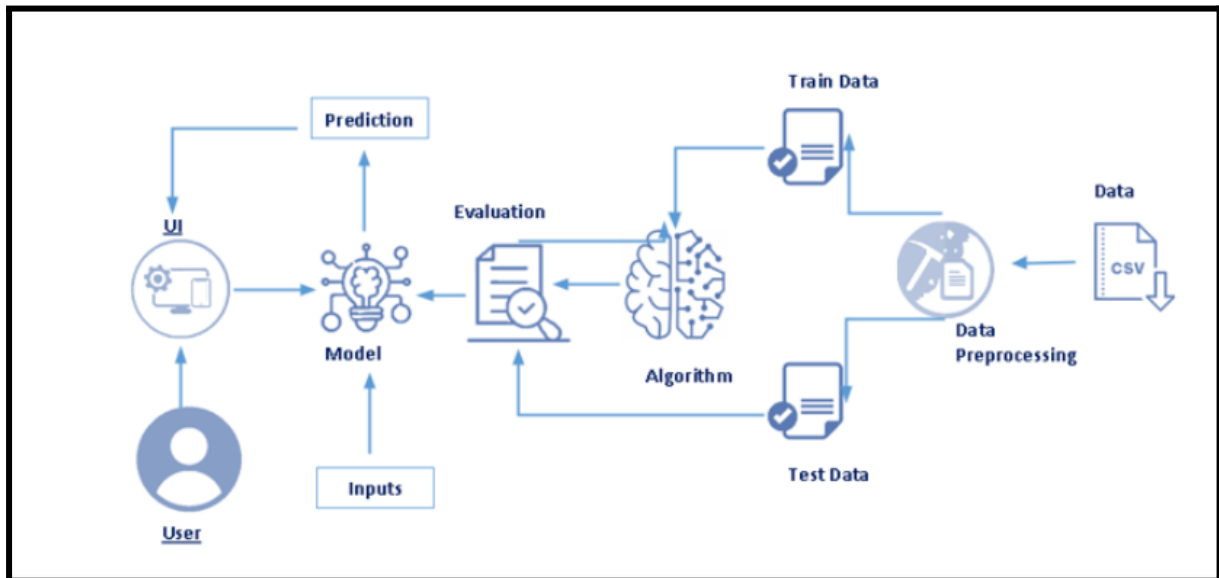 Train Data
Prediction
Data
Evaluation
UI
CSV
Data
Preprocessing
Model
Algorithm
Test Data
Inputs
User